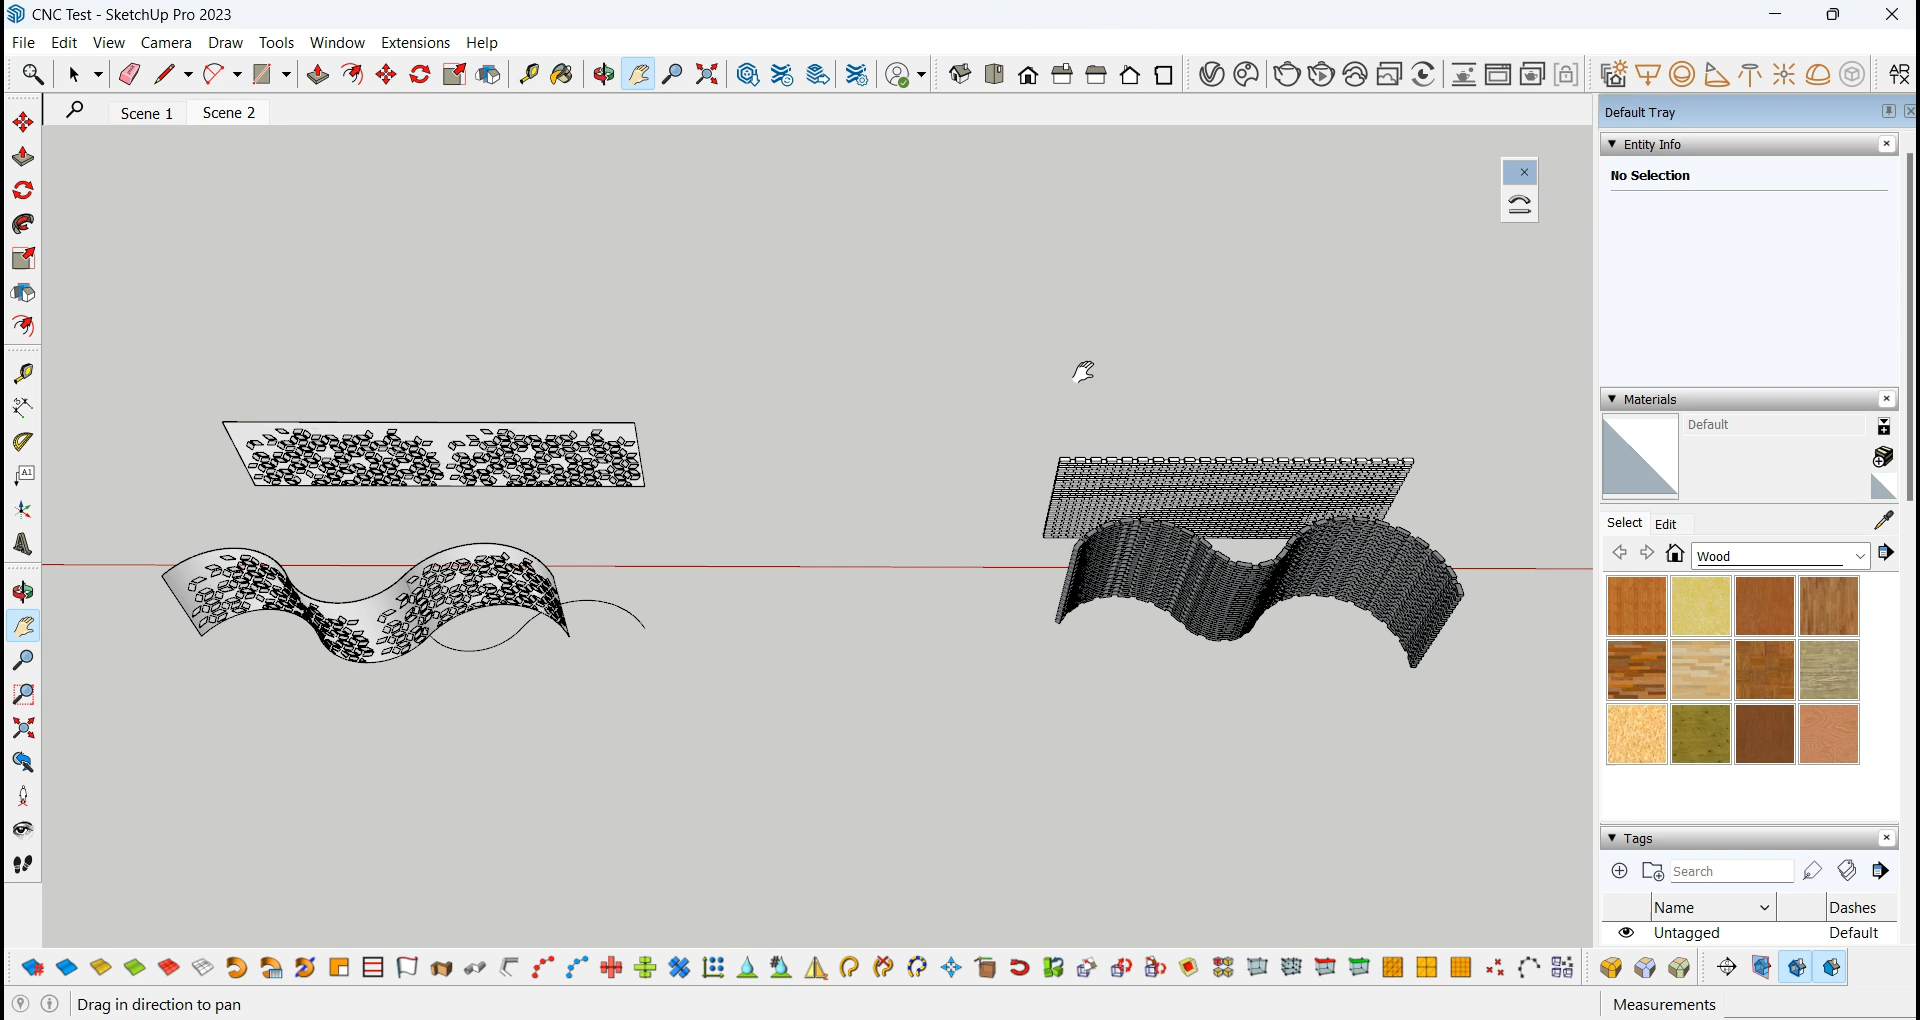 CNC Test - SketchUp Pro 2023
File Edit View Camera Draw Tools Window Extensions Help
Scene 1 Scene 2
Default Tray
Entity Info
No Selection
Materials
Default
Select Edit
Wood
Tags
Search
Name Dashes
Untagged Default
A1
Drag in direction to pan
Measurements